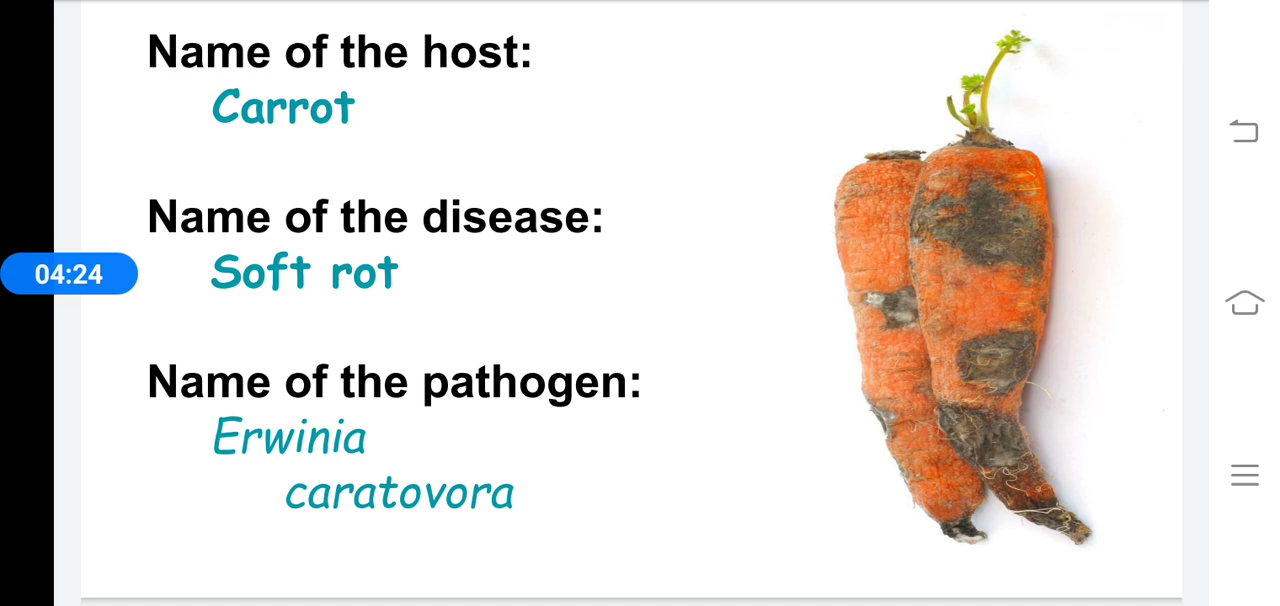 Name of the host:
Carrot
Name of the disease:
04:24
Soft rot
Name of the pathogen:
Erwinia
caratovora